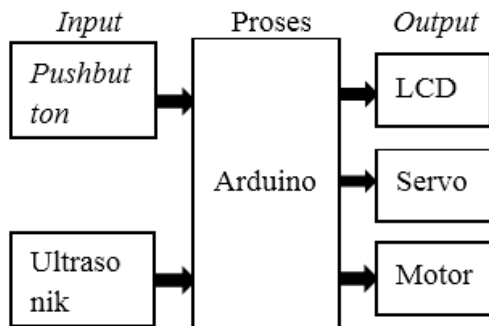 Input
Proses
Output
Pushbut
ton
Arduino
LCD
Servo
Ultraso
nik
Motor